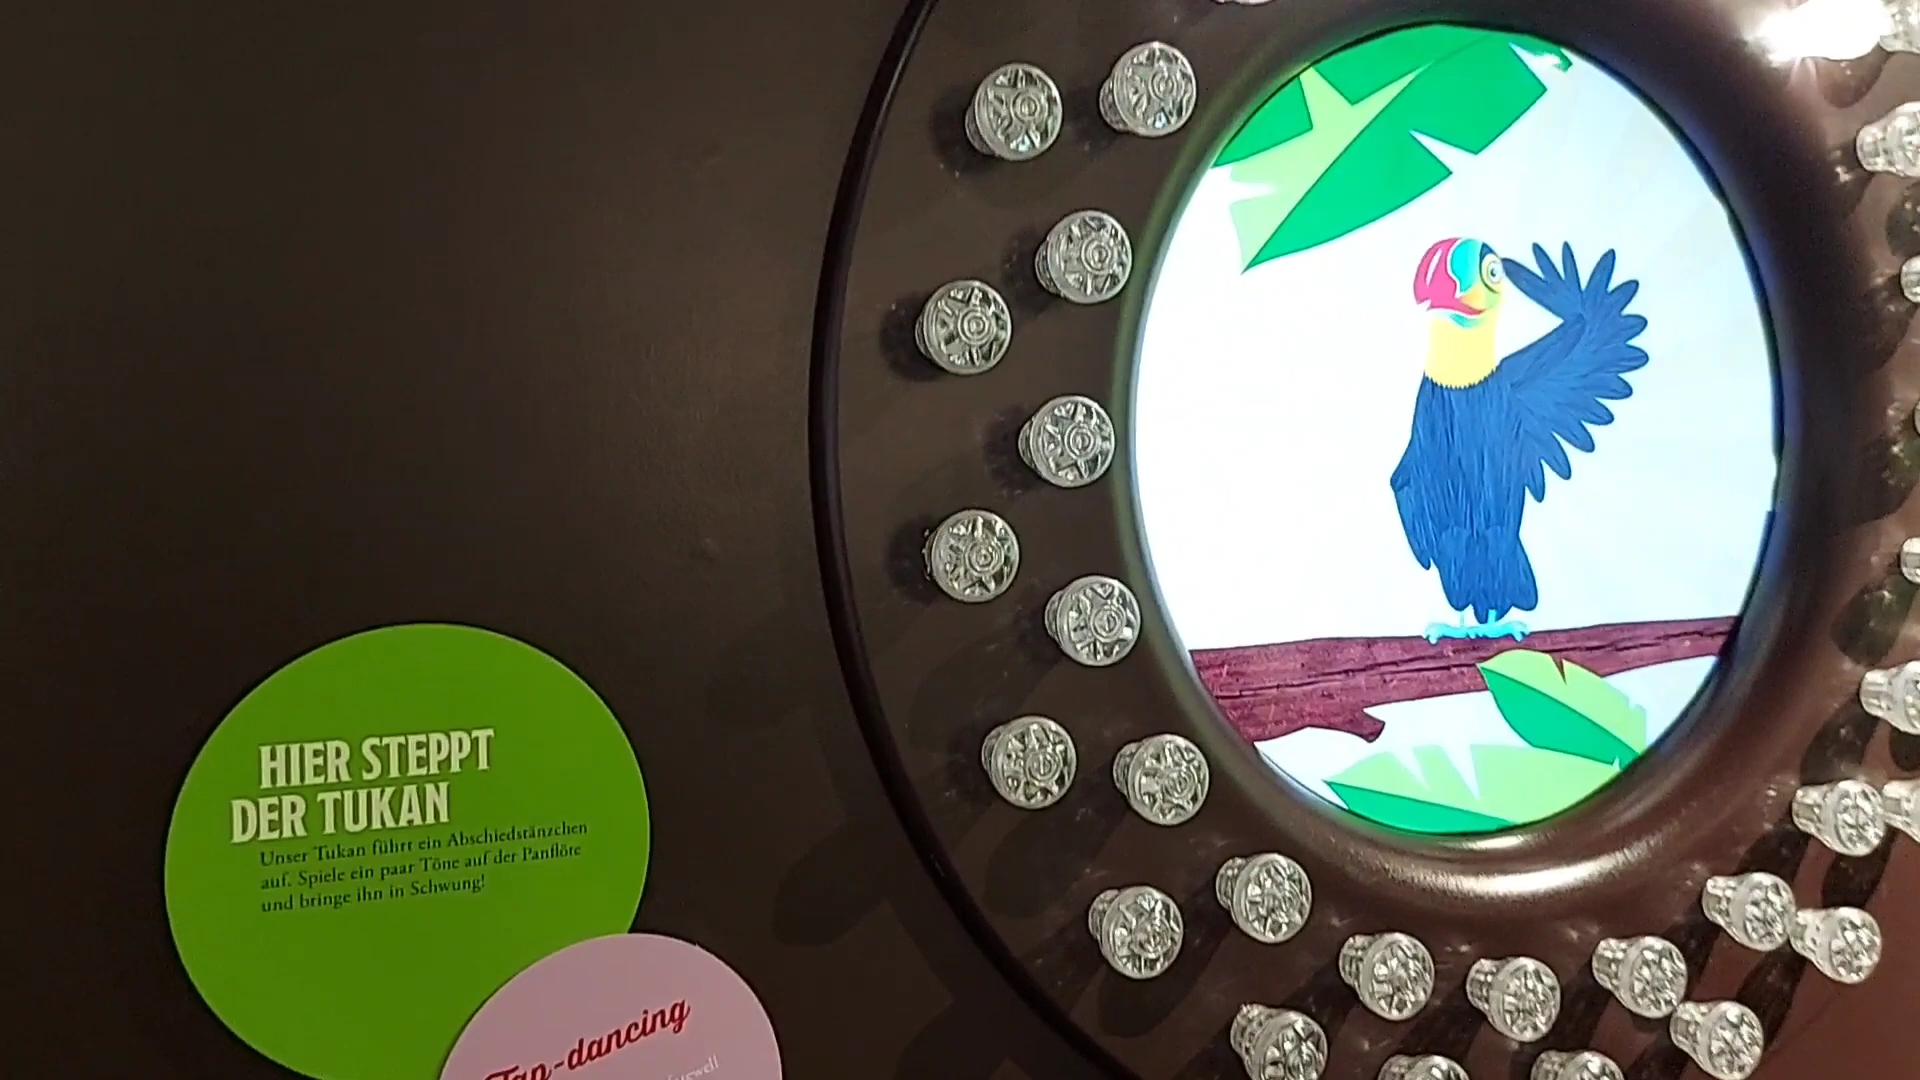 HIER STEPPT
DER TUKAN
Unser Tukan führt ein Abschiedstänzchen
auf. Spiele ein paar Töne auf der Panflöte
und bringe ihn in Schwung!
Tap-dancing